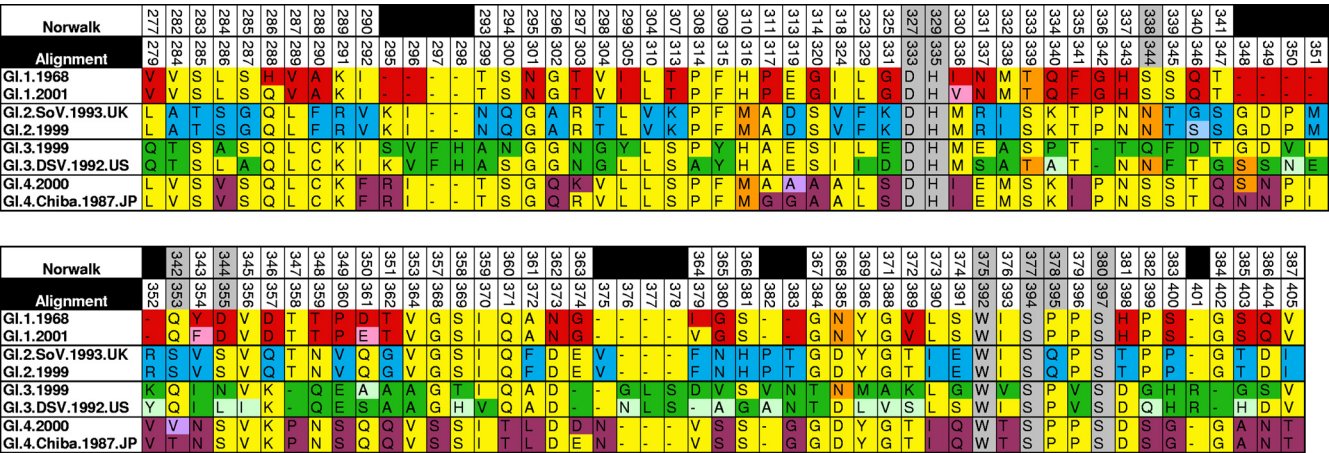 Norwalk 277 282 283 284 285 286 287 288 289 290 293 294 295 296 297 298 299 304 307 308 309 310 311 313 314 318 323 325 327 329 330 331 332 333 334 335 336 337 338 339 340 341
Alignment 279 284 285 286 287 288 289 290 291 292 295 296 297 298 299 300 301 302 303 304 305 310 313 314 315 316 317 319 320 324 329 331 333 335 336 337 338 339 340 341 342 343 344 345 346 347 348 349 350 351
GI.1.1968 V V S L S H V A K I - - - - T S N G T V I L T P F H P E G I L G D H I N M T Q F G H S S Q T - - - -
GI.1.2001 V V S L S Q V A K I - - - - T S N G T V I L T P F H P E G I L G D H V N M T Q F G H S S Q T - - - -
GI.2.SoV.1993.UK L A T S G Q L F R V K I - - N Q G A R T L V K P F M A D S V F K D H M R I S K T P N N T G S G D P M
GI.2.1999 L A T S G Q L F R V K I - - N Q G A R T L V K P F M A D S V F K D H M R I S K T P N N T S S G D P M
GI.3.1999 Q T S A S Q L C K I S V F H A N G G N G Y L S P Y H A E S I L E D H M E A S P T - T Q F D T G D V I
GI.3.DSV.1992.US Q T S L A Q L C K I K V F H A S G G N G L L S A Y H A E S I I D D H M S A T A T - N N F T G S S N E
GI.4.2000 L V S V S Q L C K F R I - - T S G Q K V L L S P F M A A A A L S D H I E M S K I P N S S T Q S N P I
GI.4.Chiba.1987.JP L V S V S Q L C K F R I - - T S G Q R V L L S P F M G G A A L S D H I E M S K I P N S S T Q N N P I
Norwalk 342 343 344 345 346 347 348 349 350 351 353 357 358 359 360 361 362 363 364 365 366 367 368 369 371 372 373 374 375 376 377 378 379 380 381 382 383 384 385 386 387
Alignment 352 353 354 355 356 357 358 359 360 361 362 364 368 369 370 371 372 373 374 375 376 377 378 379 380 381 382 383 384 385 386 388 389 390 391 392 393 394 395 396 397 398 399 400 401 402 403 404 405
GI.1.1968 - Q Y D V D T T P D T V G S I Q A N G - - - - I G S - - G N Y G V L S W I S P P S H P S - G S Q V
GI.1.2001 - Q F D V D T T P E T V G S I Q A N G - - - - V G S - - G N Y G V L S W I S P P S H P S - G S Q V
GI.2.SoV.1993.UK R S V S V Q T N V Q G V G S I Q F D E V - - - F N H P T G D Y G T I E W I S Q P S T P P - G T D I
GI.2.1999 R S V S V Q T N V Q G V G S I Q F D E V - - - F N H P T G D Y G T I E W I S Q P S T P P - G T D I
GI.3.1999 K Q I N V K - Q E A A A G T I Q A D - - G L S D V S V N T N M A K L G W V S P V S D G H R - G S V
GI.3.DSV.1992.US Y Q I L I K - Q E S A A G H V Q A D - - N L S - A G A N T D L V S L S W I S P V S D Q H R - H D V
GI.4.2000 V V N S V K P N S Q Q V S S I T L D D N - - - V S S - G G D Y G T I Q W T S P P S D S G - G A N T
GI.4.Chiba.1987.JP V T N S V K P N S Q Q V S S I T L D E N - - - V S S - G G D Y G T I Q W T S P P S D S G - G A N T